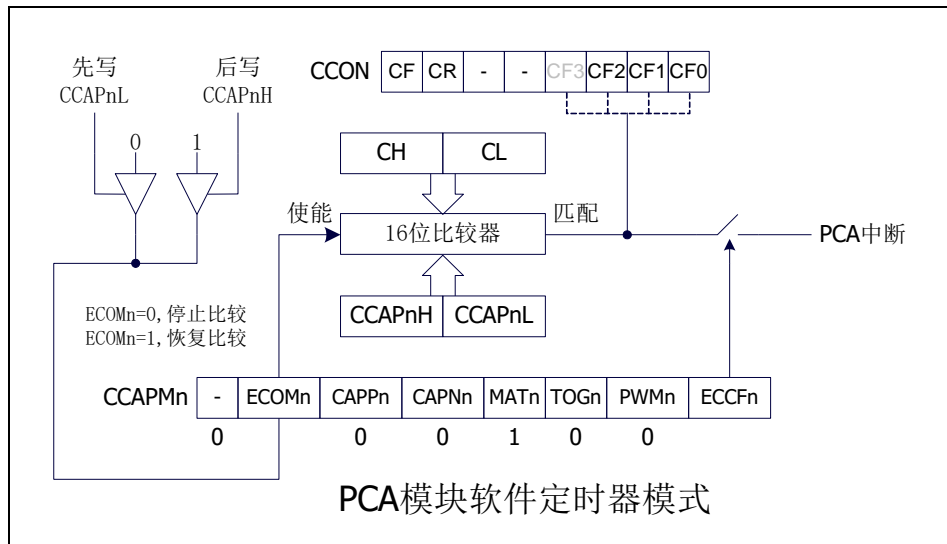 先写 后写 CCON CF CR - - CF3 CF2 CF1 CF0
CCAPnL CCAPnH
0 1
CH CL
使能 16位比较器 匹配 PCA中断
CCAPnH CCAPnL
ECOMn=0,停止比较
ECOMn=1,恢复比较
CCAPMn - ECOMn CAPPn CAPNn MATn TOGn PWMn ECCFn
0 0 0 1 0 0
PCA模块软件定时器模式